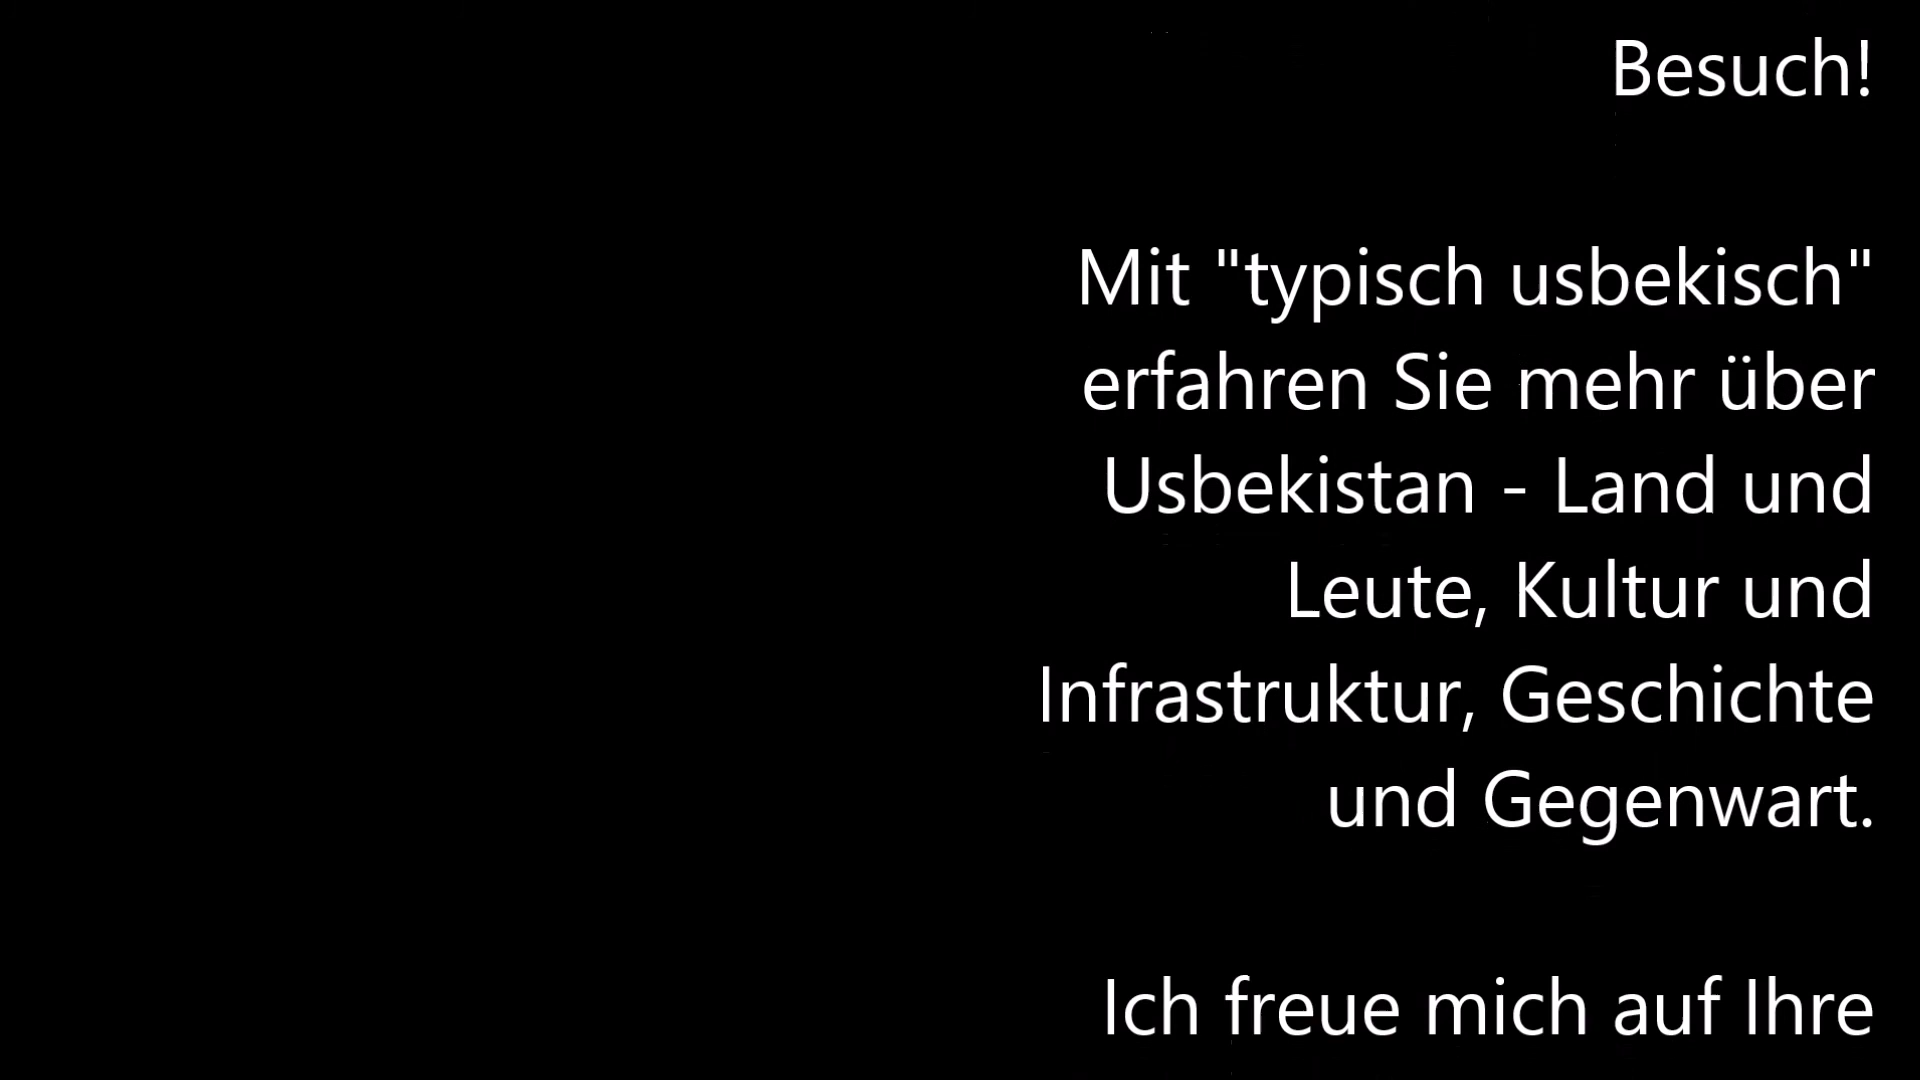 Besuch!
Mit "typisch usbekisch"
erfahren Sie mehr über
Usbekistan - Land und
Leute, Kultur und
Infrastruktur, Geschichte
und Gegenwart.
Ich freue mich auf Ihre